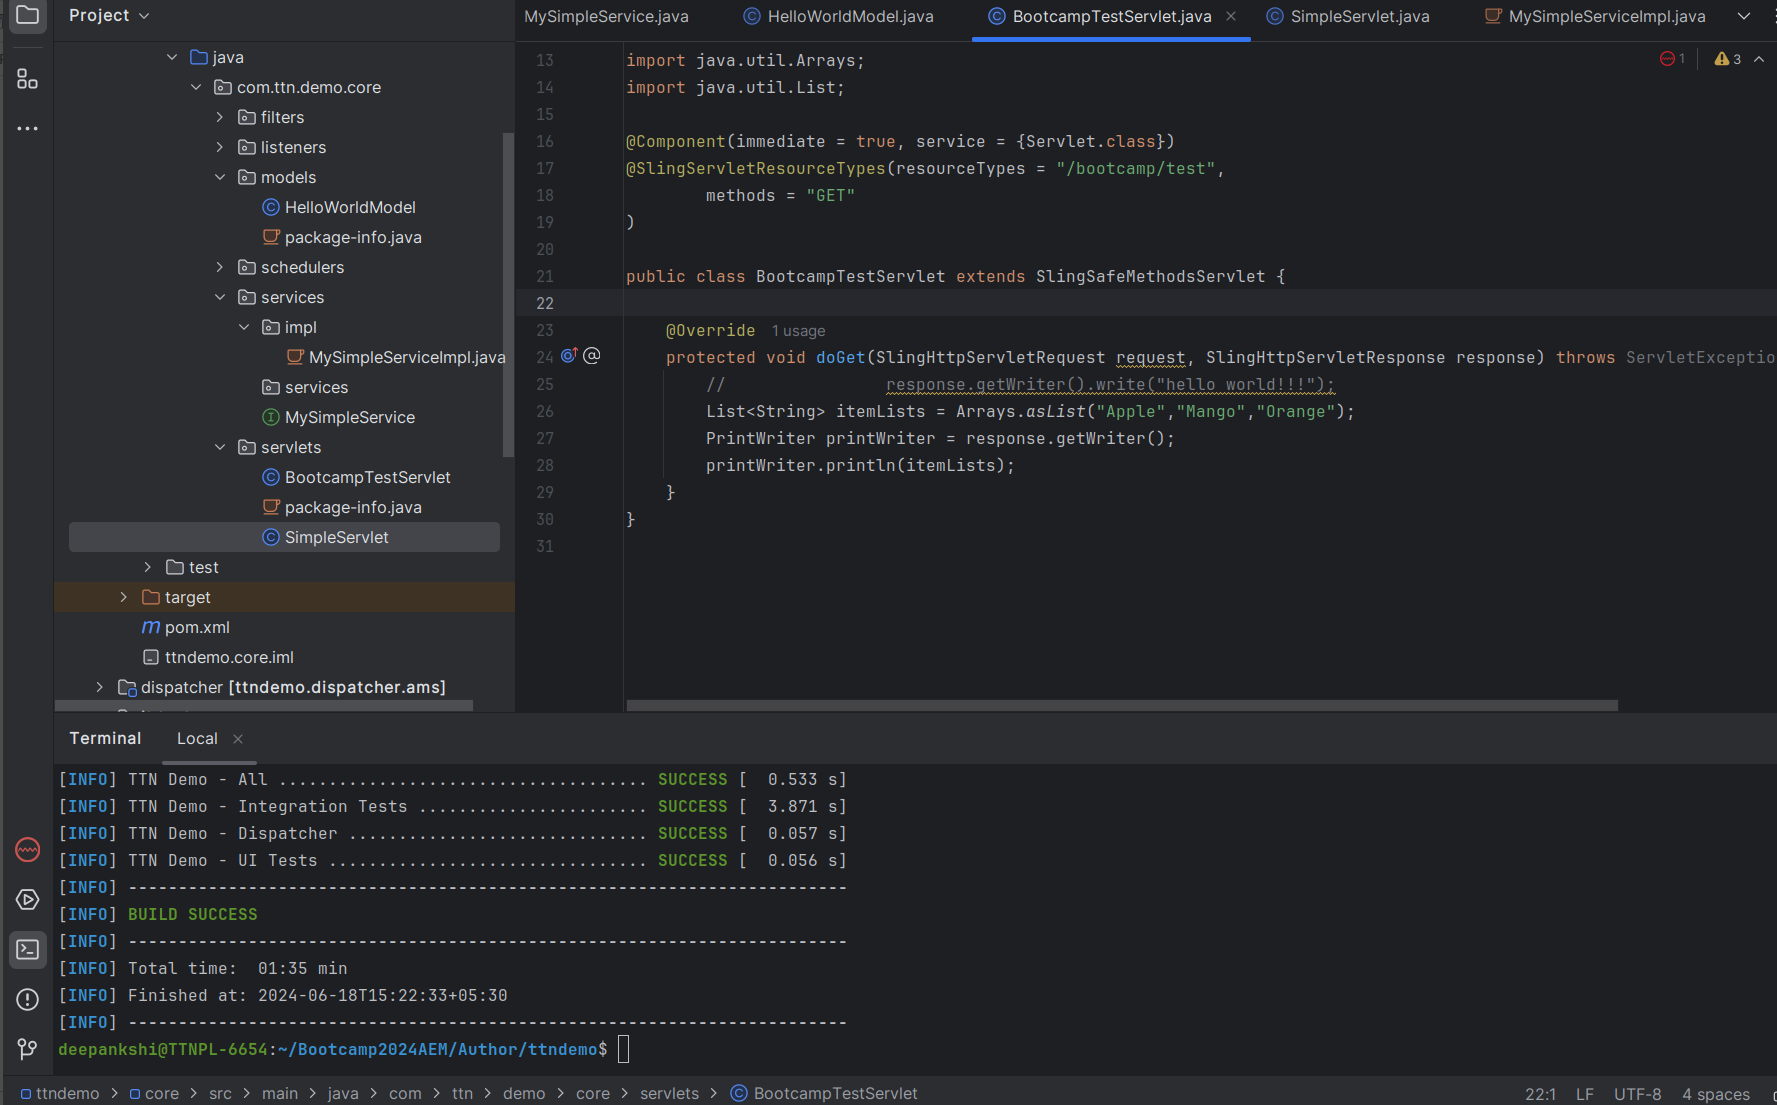 Project
java
com.ttn.demo.core
filters
listeners
models
HelloWorldModel
package-info.java
schedulers
services
impl
MySimpleServiceImpl.java
services
MySimpleService
servlets
BootcampTestServlet
package-info.java
SimpleServlet
test
target
pom.xml
ttndemo.core.iml
dispatcher [ttndemo.dispatcher.ams]
MySimpleService.java HelloWorldModel.java BootcampTestServlet.java SimpleServlet.java MySimpleServiceImpl.java
1 3
13 import java.util.Arrays;
14 import java.util.List;
15
16 @Component(immediate = true, service = {Servlet.class})
17 @SlingServletResourceTypes(resourceTypes = "/bootcamp/test",
18 methods = "GET"
19 )
20
21 public class BootcampTestServlet extends SlingSafeMethodsServlet {
22
23 @Override 1 usage
24 protected void doGet(SlingHttpServletRequest request, SlingHttpServletResponse response) throws ServletExceptio
25 // response.getWriter().write("hello world!!!");
26 List<String> itemLists = Arrays.asList("Apple","Mango","Orange");
27 PrintWriter printWriter = response.getWriter();
28 printWriter.println(itemLists);
29 }
30 }
31
Terminal Local
[INFO] TTN Demo - All ..................................... SUCCESS [  0.533 s]
[INFO] TTN Demo - Integration Tests ....................... SUCCESS [  3.871 s]
[INFO] TTN Demo - Dispatcher .............................. SUCCESS [  0.057 s]
[INFO] TTN Demo - UI Tests ................................ SUCCESS [  0.056 s]
[INFO] ------------------------------------------------------------------------
[INFO] BUILD SUCCESS
[INFO] ------------------------------------------------------------------------
[INFO] Total time:  01:35 min
[INFO] Finished at: 2024-06-18T15:22:33+05:30
[INFO] ------------------------------------------------------------------------
deepankshi@TTNPL-6654:~/Bootcamp2024AEM/Author/ttndemo$
ttndemo > core > src > main > java > com > ttn > demo > core > servlets > BootcampTestServlet 22:1 LF UTF-8 4 spaces